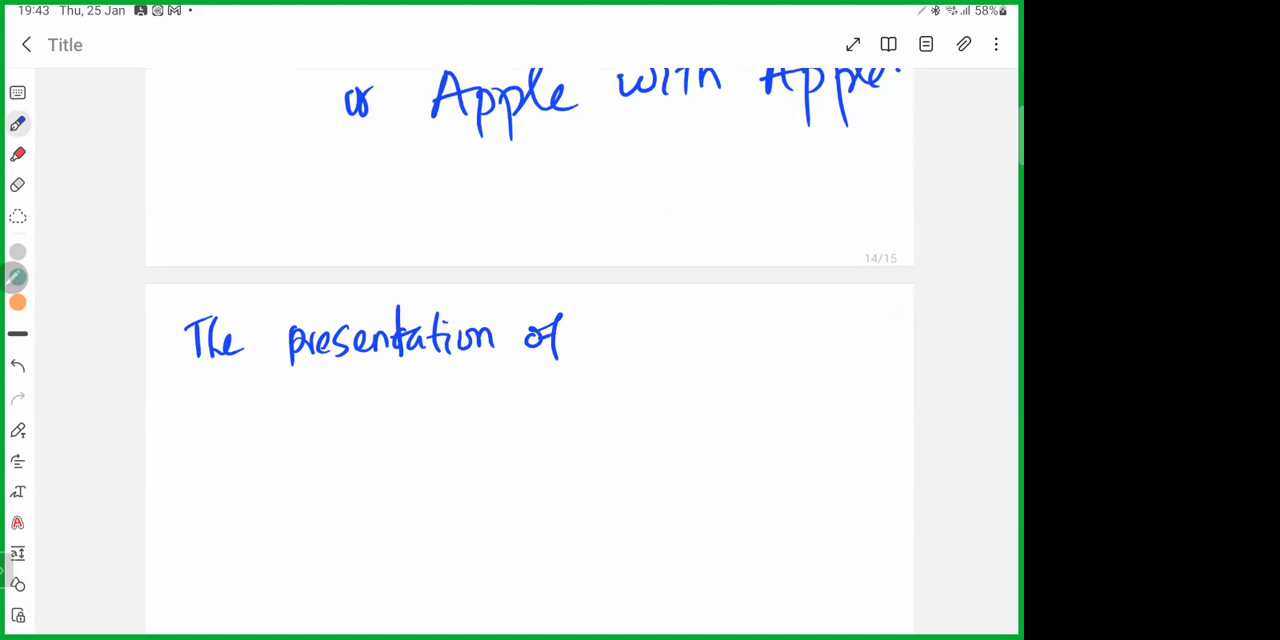 19:43 Thu, 25 Jan 58%
Title
or Apple with Apple.
14/15
The presentation of